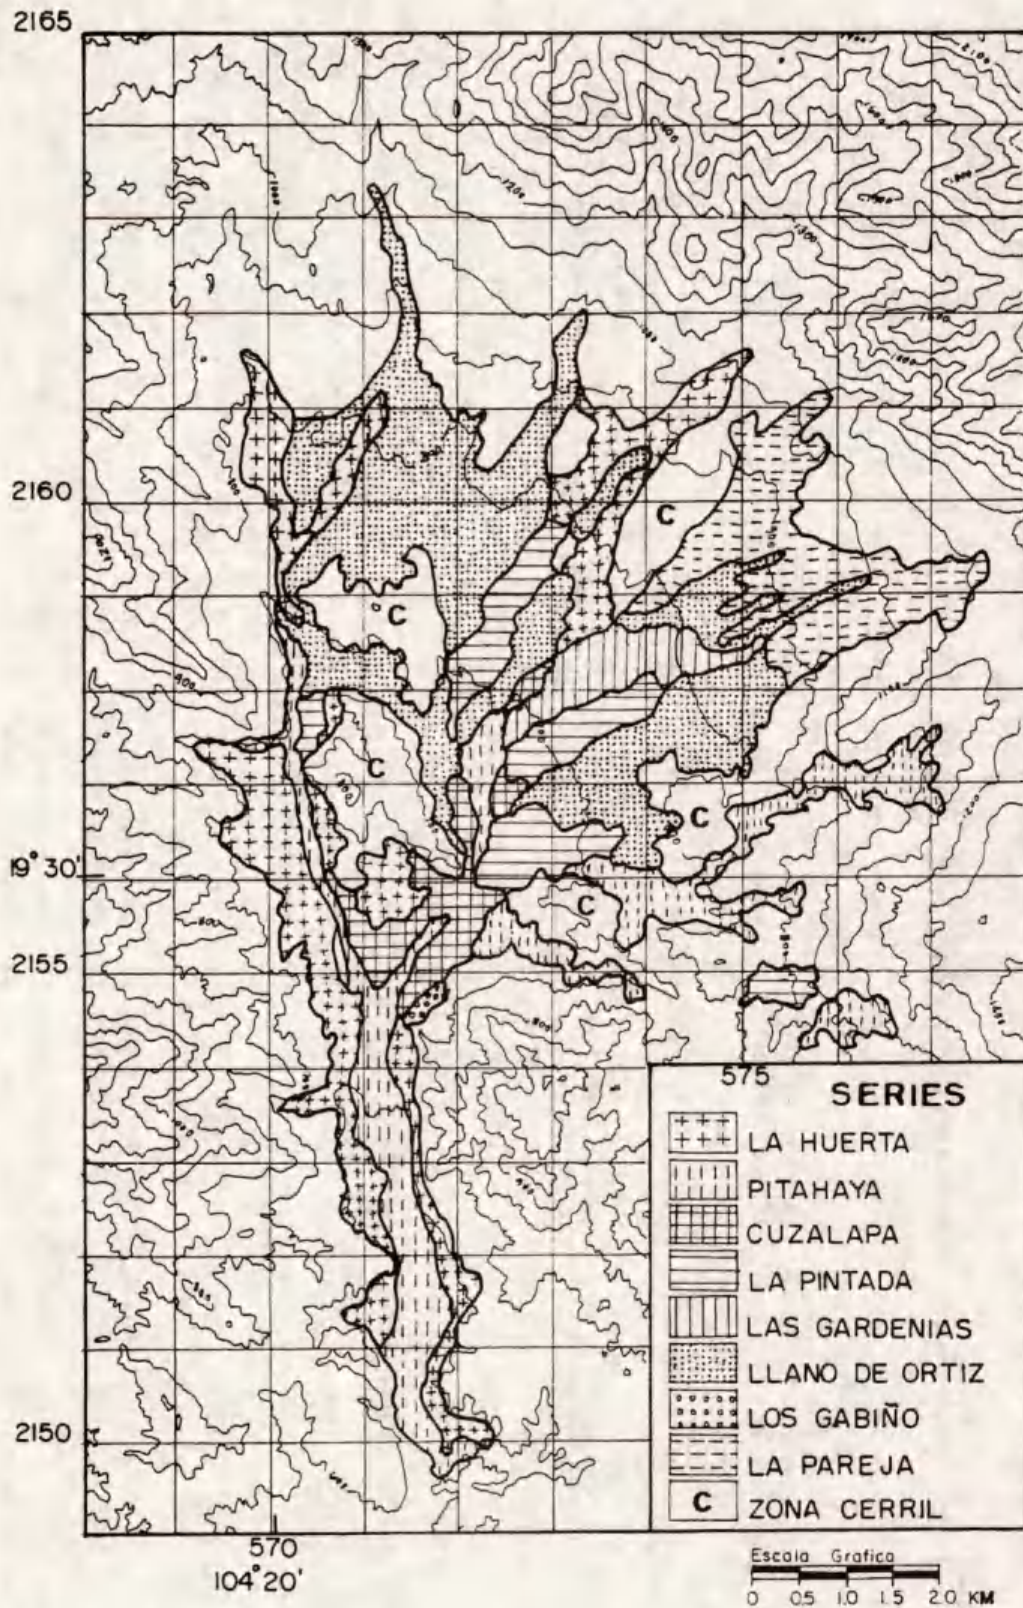 2165
2160
C
C
C
C
19° 30'
C
2155
575
SERIES
LA HUERTA
PITAHAYA
CUZALAPA
LA PINTADA
LAS GARDENIAS
LLANO DE ORTIZ
LOS GABIÑO
LA PAREJA
C ZONA CERRIL
2150
570
104° 20'
Escala Grafica
0 0.5 1.0 1.5 2.0 KM